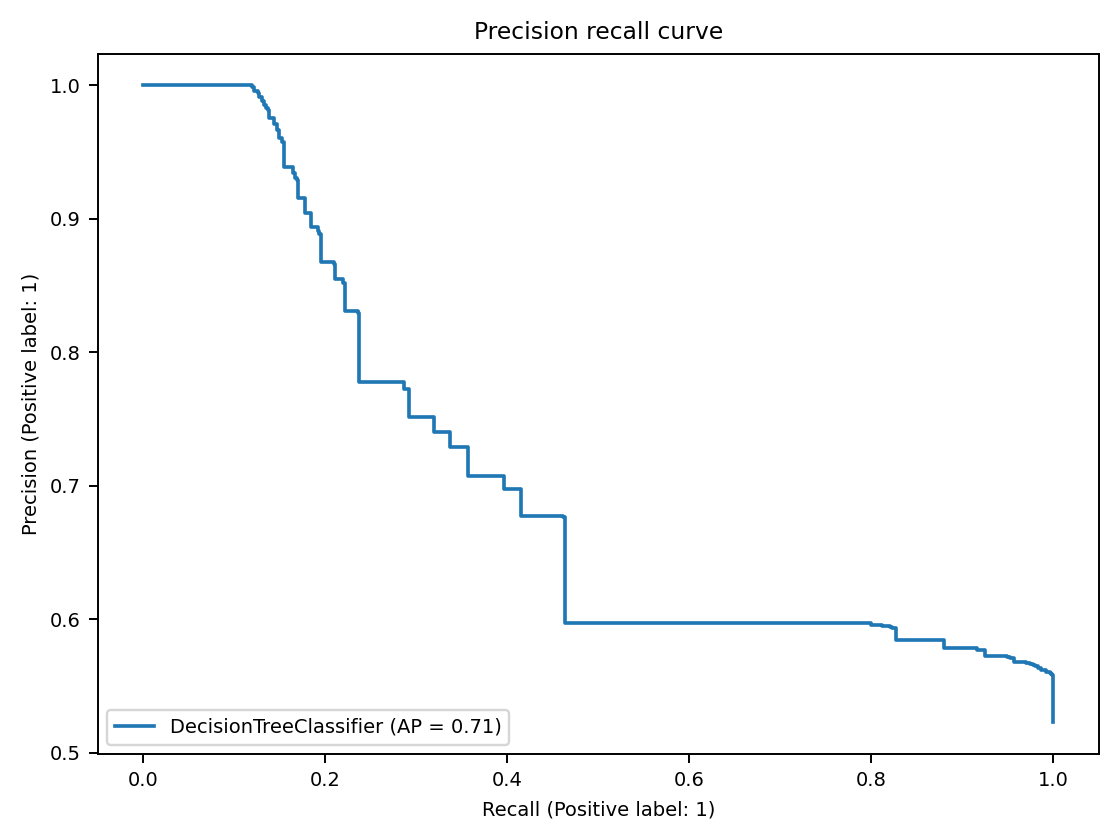 Precision recall curve
1.0
0.9
0.8
0.7
0.6
0.5
Precision (Positive label: 1)
DecisionTreeClassifier (AP = 0.71)
0.0 0.2 0.4 0.6 0.8 1.0
Recall (Positive label: 1)